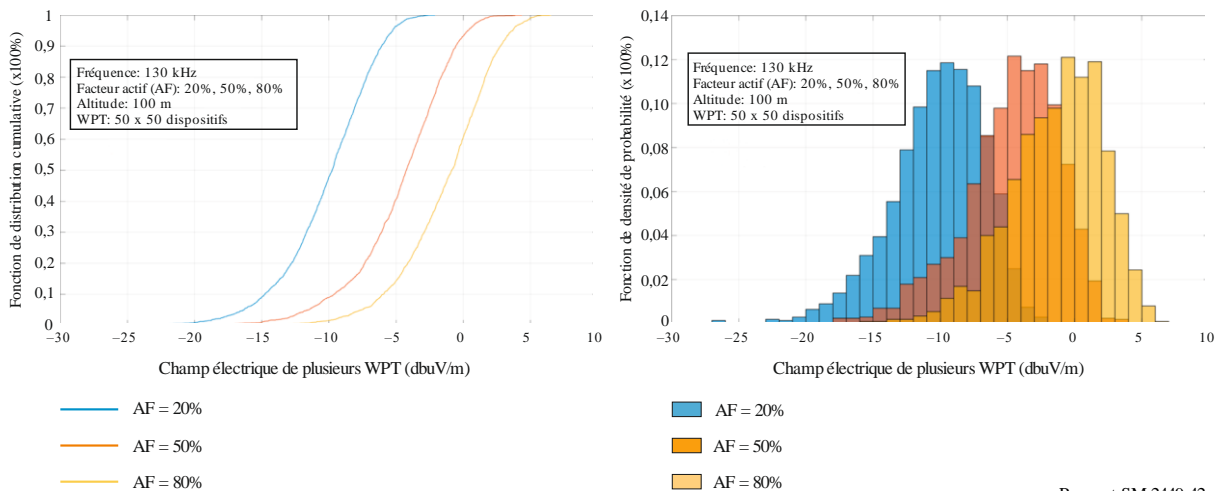 1
0,9
0,8
0,7
0,6
0,5
0,4
0,3
0,2
0,1
0
Fonction de distribution cumulative (x100%)
Fréquence: 130 kHz
Facteur actif (AF): 20%, 50%, 80%
Altitude: 100 m
WPT: 50 x 50 dispositifs
–30
–25
–20
–15
–10
–5
0
5
10
Champ électrique de plusieurs WPT (dbuV/m)
AF = 20%
AF = 50%
AF = 80%
0,14
0,12
0,10
0,08
0,06
0,04
0,02
0
Fonction de densité de probabilité (x 100%)
Fréquence: 130 kHz
Facteur actif (AF): 20%, 50%, 80%
Altitude: 100 m
WPT: 50 x 50 dispositifs
–30
–25
–20
–15
–10
–5
0
5
10
Champ électrique de plusieurs WPT (dbuV/m)
AF = 20%
AF = 50%
AF = 80%